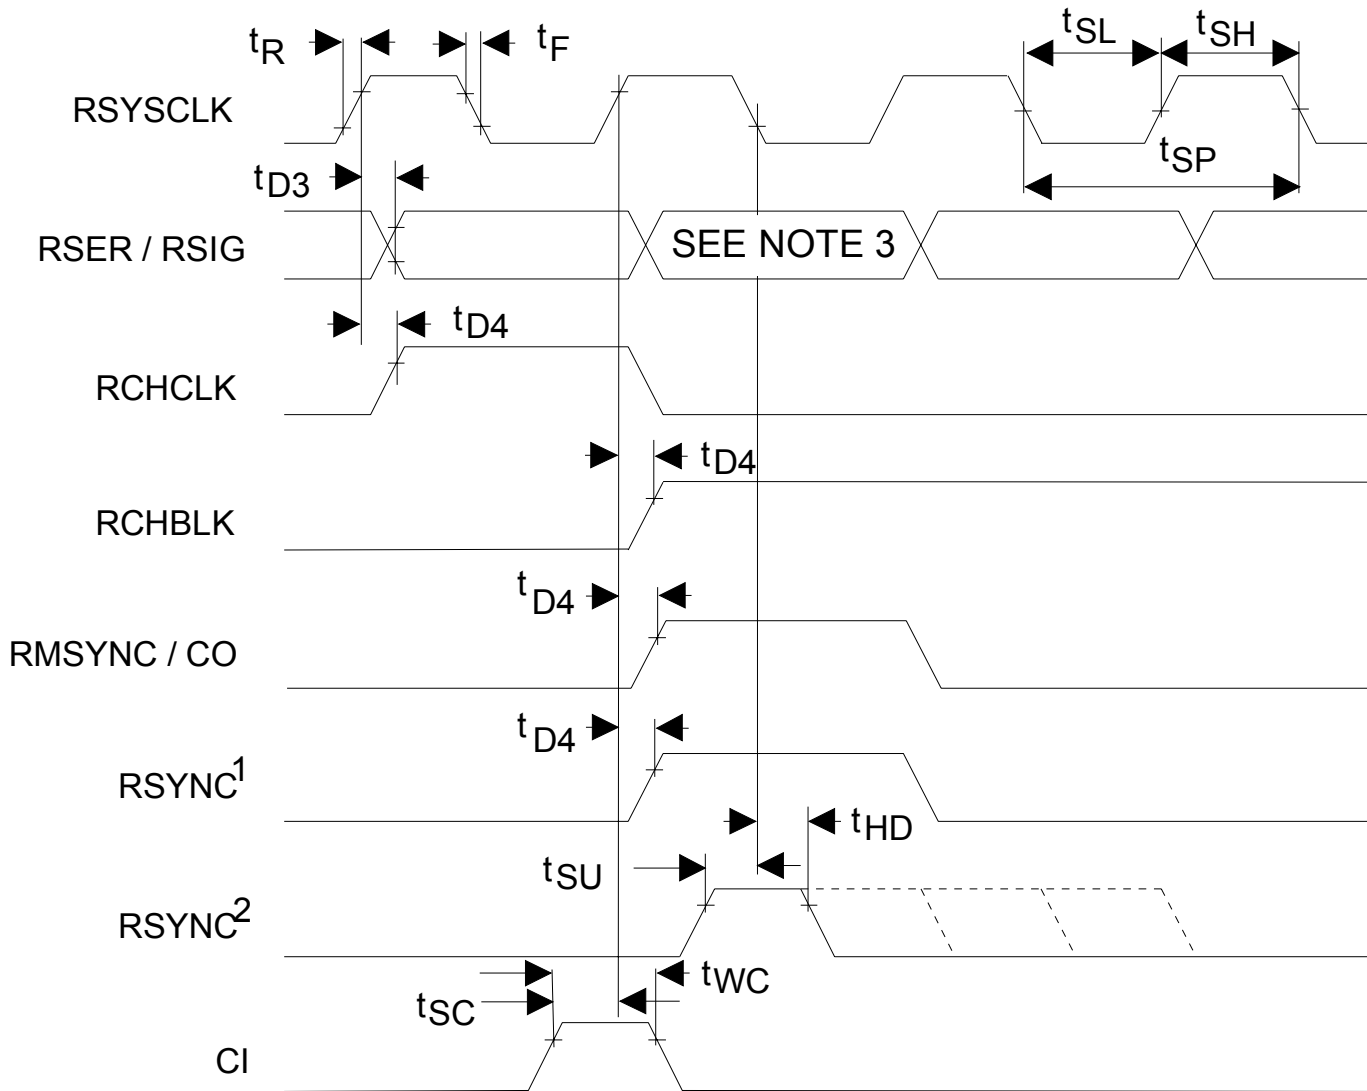 tR
tF
tSL
tSH
RSYSCLK
tSP
tD3
RSER / RSIG
SEE NOTE 3
tD4
RCHCLK
tD4
RCHBLK
tD4
RMSYNC / CO
tD4
RSYNC1
tHD
tSU
RSYNC2
tWC
tSC
CI